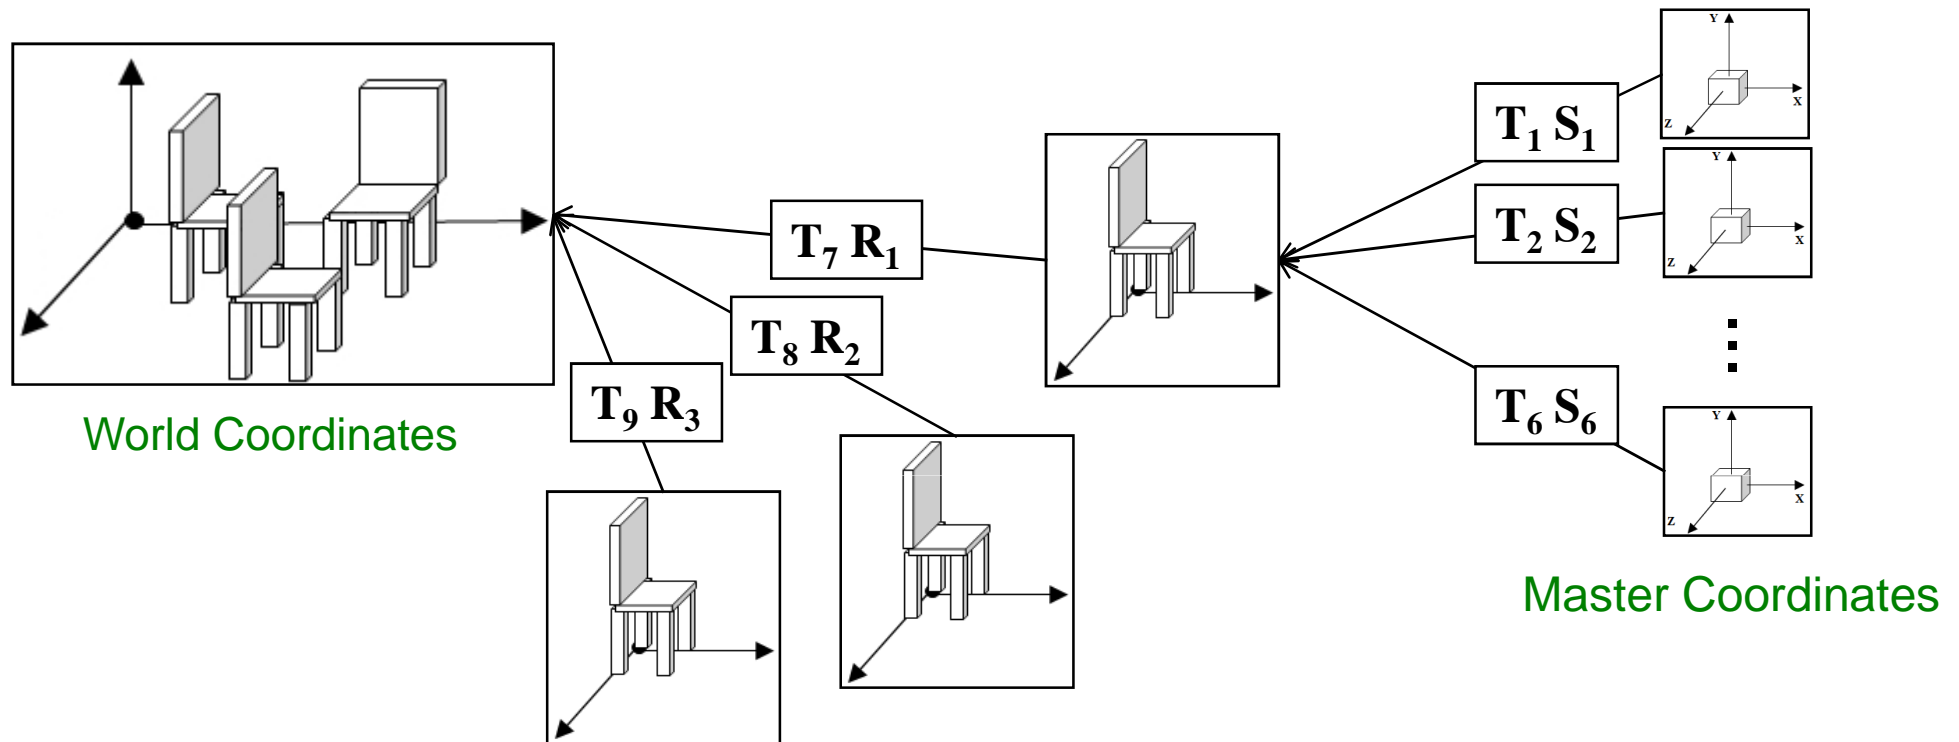 Y
X
Z
T1 S1
Y
X
Z
T2 S2
T7 R1
T8 R2
T9 R3
T6 S6
Y
X
Z
World Coordinates
Master Coordinates